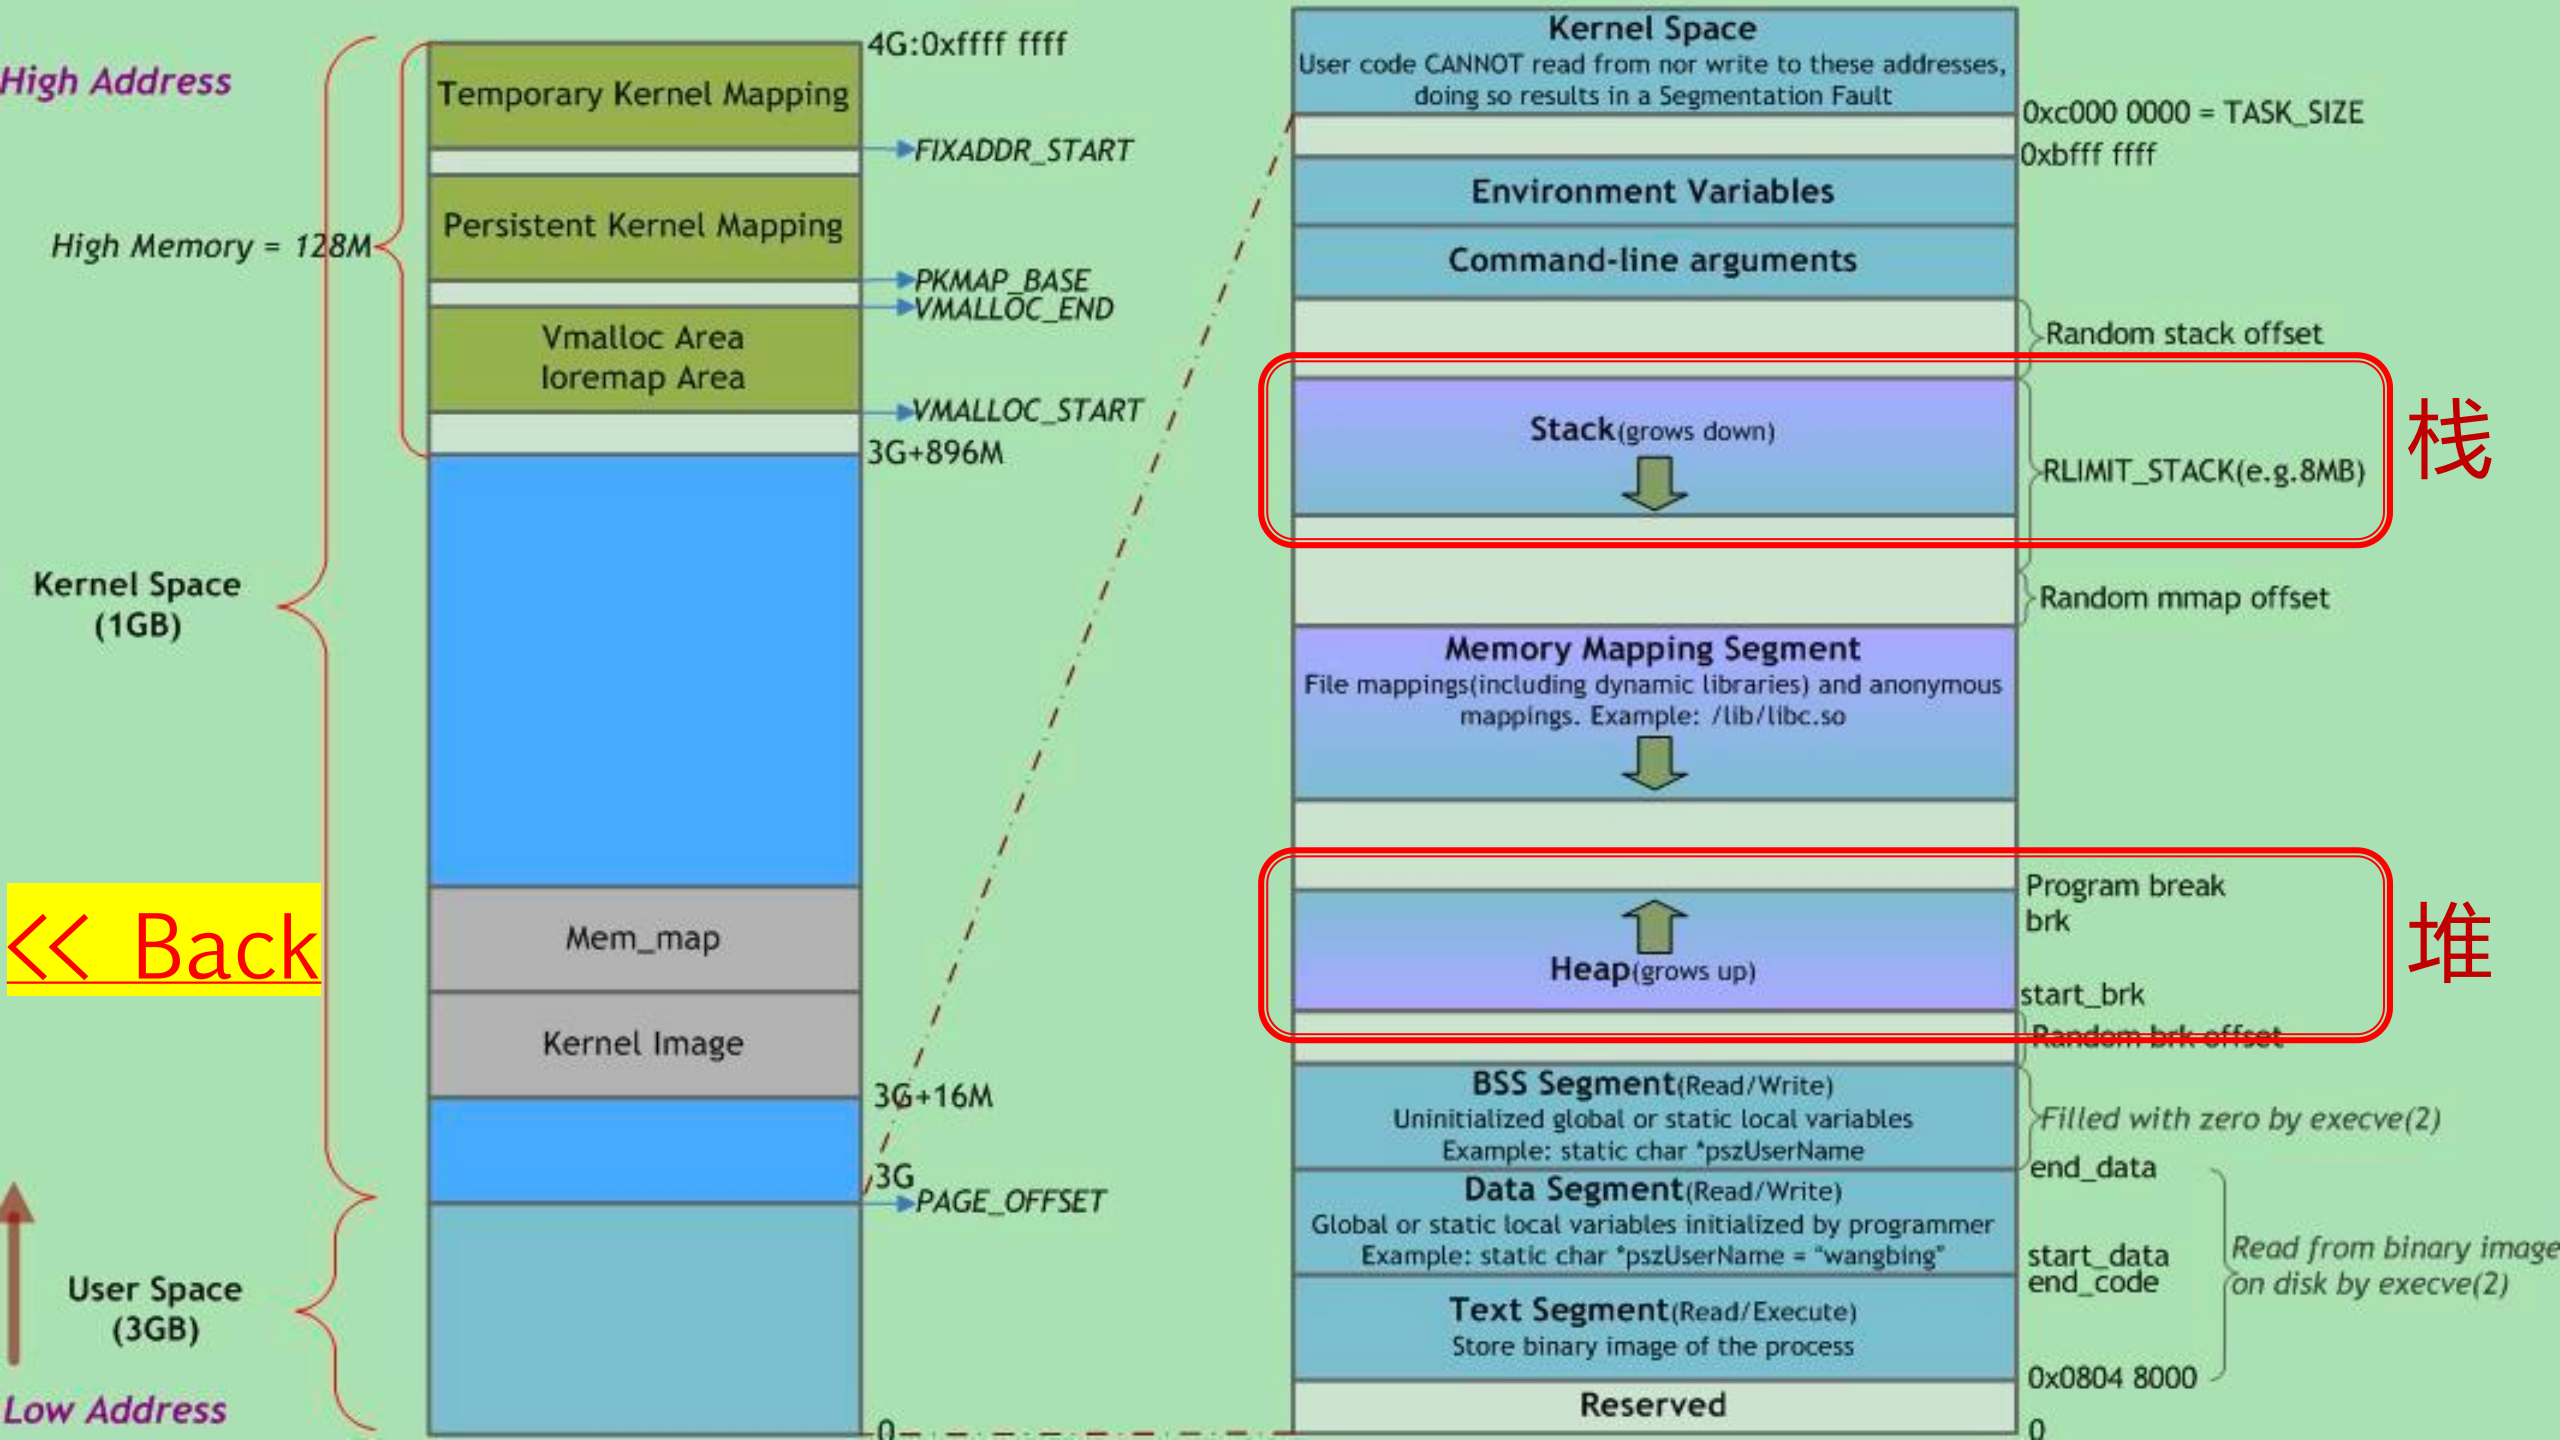 High Address
High Memory = 128M
Kernel Space
(1GB)
<< Back
User Space
(3GB)
Low Address
4G:0xffff ffff
Temporary Kernel Mapping
FIXADDR_START
Persistent Kernel Mapping
PKMAP_BASE
VMALLOC_END
Vmalloc Area
Ioremap Area
VMALLOC_START
3G+896M
Mem_map
Kernel Image
3G+16M
3G
PAGE_OFFSET
0
Kernel Space
User code CANNOT read from nor write to these addresses,
doing so results in a Segmentation Fault
0xc000 0000 = TASK_SIZE
0xbfff ffff
Environment Variables
Command-line arguments
Random stack offset
Stack(grows down)
RLIMIT_STACK(e.g.8MB)
栈
Random mmap offset
Memory Mapping Segment
File mappings(including dynamic libraries) and anonymous
mappings. Example: /lib/libc.so
Program break
brk
Heap(grows up)
堆
start_brk
Random brk offset
BSS Segment(Read/Write)
Uninitialized global or static local variables
Example: static char *pszUserName
Filled with zero by execve(2)
end_data
Data Segment(Read/Write)
Global or static local variables initialized by programmer
Example: static char *pszUserName = "wangbing"
start_data
end_code
Read from binary image
on disk by execve(2)
Text Segment(Read/Execute)
Store binary image of the process
0x0804 8000
Reserved
0